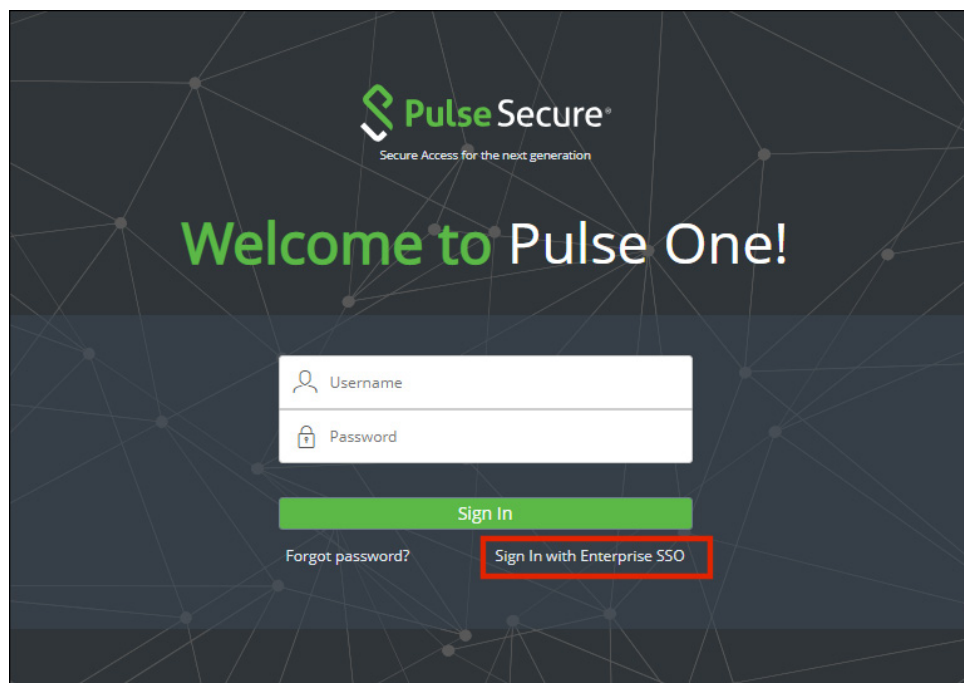 Pulse Secure®
Secure Access for the next generation
Welcome to Pulse One!
Username
Password
Sign In
Forgot password? Sign In with Enterprise SSO